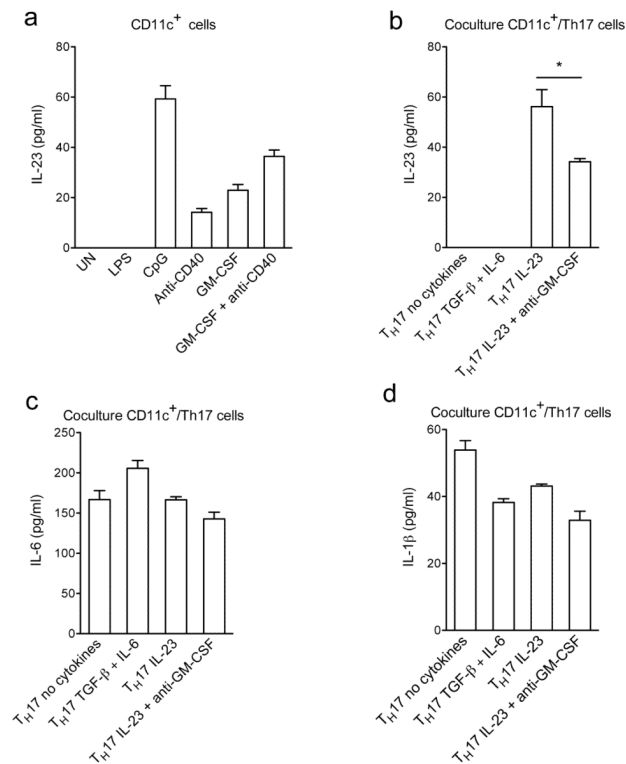 a
CD11c+ cells
IL-23 (pg/ml)
80
60
40
20
0
UN
LPS
CpG
Anti-CD40
GM-CSF
GM-CSF + anti-CD40
b
Coculture CD11c+/Th17 cells
IL-23 (pg/ml)
80
60
40
20
0
*
TH17 no cytokines
TH17 TGF-β + IL-6
TH17 IL-23
TH17 IL-23 + anti-GM-CSF
c
Coculture CD11c+/Th17 cells
IL-6 (pg/ml)
250
200
150
100
50
0
TH17 no cytokines
TH17 TGF-β + IL-6
TH17 IL-23
TH17 IL-23 + anti-GM-CSF
d
Coculture CD11c+/Th17 cells
IL-1β (pg/ml)
60
40
20
0
TH17 no cytokines
TH17 TGF-β + IL-6
TH17 IL-23
TH17 IL-23 + anti-GM-CSF